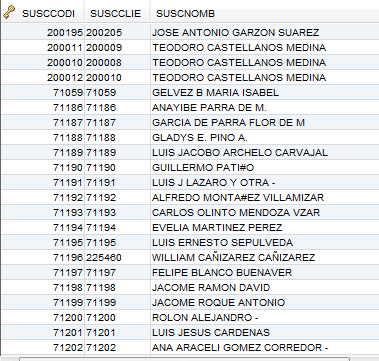 SUSCCODI SUSCCLIE SUSCNOMB
200195 200205 JOSE ANTONIO GARZON SUAREZ
200011 200009 TEODORO CASTELLANOS MEDINA
200010 200008 TEODORO CASTELLANOS MEDINA
200012 200010 TEODORO CASTELLANOS MEDINA
71059 71059 GELVEZ B MARIA ISABEL
71186 71186 ANAYIBE PARRA DE M.
71187 71187 GARCIA DE PARRA FLOR DE M
71188 71188 GLADYS E. PINO A.
71189 71189 LUIS JACOBO ARCHELO CARVAJAL
71190 71190 GUILLERMO PATI#O
71191 71191 LUIS J LAZARO Y OTRA -
71192 71192 ALFREDO MONTA#EZ VILLAMIZAR
71193 71193 CARLOS OLINTO MENDOZA VZAR
71194 71194 EVELIA MARTINEZ PEREZ
71195 71195 LUIS ERNESTO SEPULVEDA
71196 225460 WILLIAM CAÑIZAREZ CAÑIZAREZ
71197 71197 FELIPE BLANCO BUENAVER
71198 71198 JACOME RAMON DAVID
71199 71199 JACOME ROQUE ANTONIO
71200 71200 ROLON ALEJANDRO -
71201 71201 LUIS JESUS CARDENAS
71202 71202 ANA ARACELI GOMEZ CORREDOR -